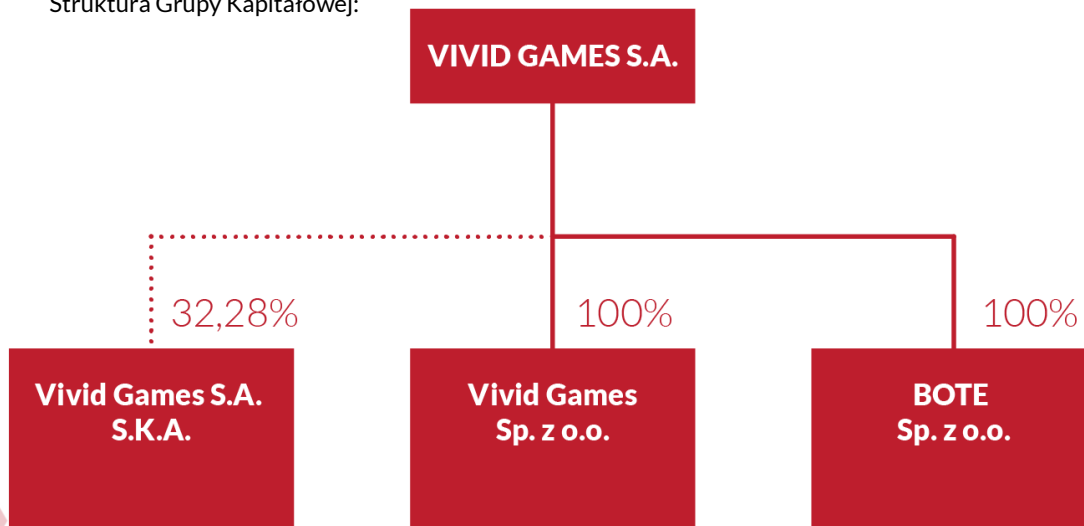 Struktura Grupy Kapitałowej:
VIVID GAMES S.A.
32,28%
100%
100%
Vivid Games S.A.
S.K.A.
Vivid Games
Sp. z o.o.
BOTE
Sp. z o.o.